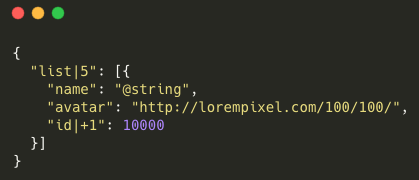 {
  "list|5": [{
    "name": "@string",
    "avatar": "http://lorempixel.com/100/100/",
    "id|+1": 10000
  }]
}